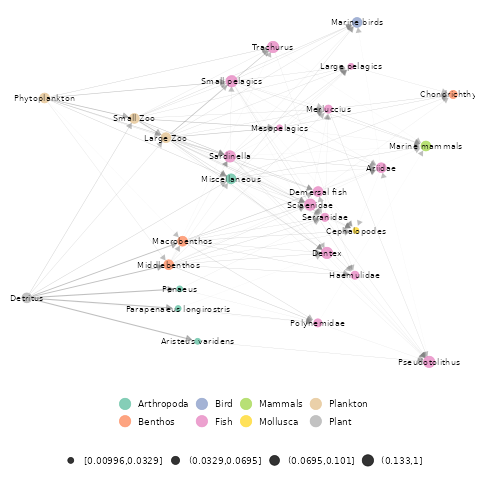 Marine birds
Trachurus
Large pelagics
Small pelagics
Phytoplankton
Chondrichthy
Merluccius
Small Zoo
Mesopelagics
Large Zoo
Marine mammals
Sardinella
Ariidae
Miscellaneous
Demersal fish
Sciaenidae
Serranidae
Cephalopodes
Macrobenthos
Dentex
Middlebenthos
Haemulidae
Penaeus
Detritus
Parapenaeus longirostris
Polynemidae
Aristeus varidens
Pseudotolithus
Arthropoda Bird Mammals Plankton
Benthos Fish Mollusca Plant
[0.00996,0.0329] (0.0329,0.0695] (0.0695,0.101] (0.133,1]